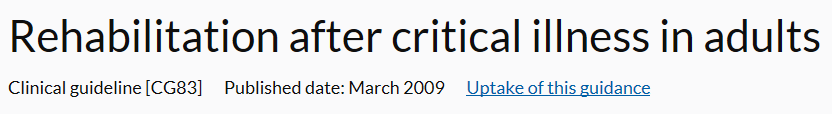 Rehabilitation after critical illness in adults
Clinical guideline [CG83] Published date: March 2009 Uptake of this guidance